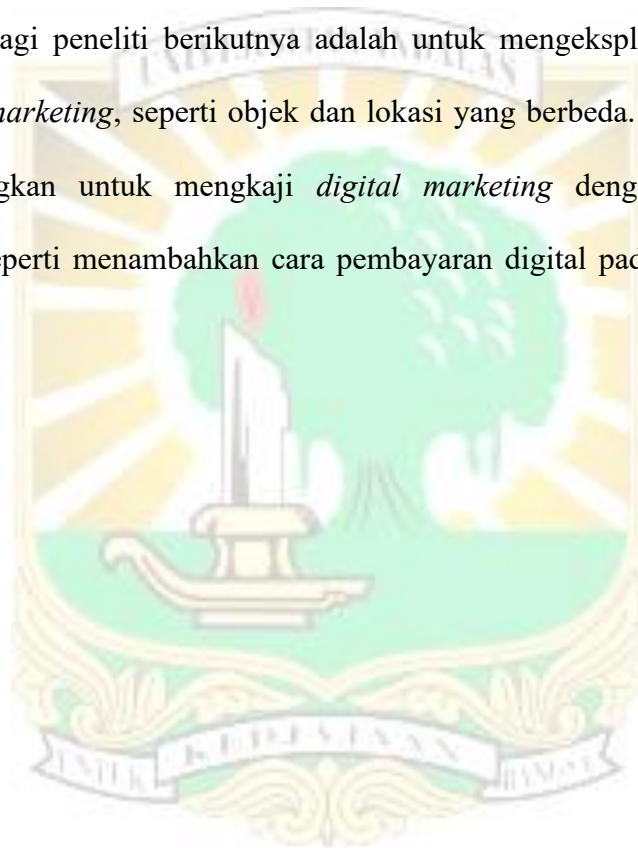 agi peneliti berikutnya adalah untuk mengekspl
marketing, seperti objek dan lokasi yang berbeda.
gkan untuk mengkaji digital marketing deng
eperti menambahkan cara pembayaran digital pad
UNTUK